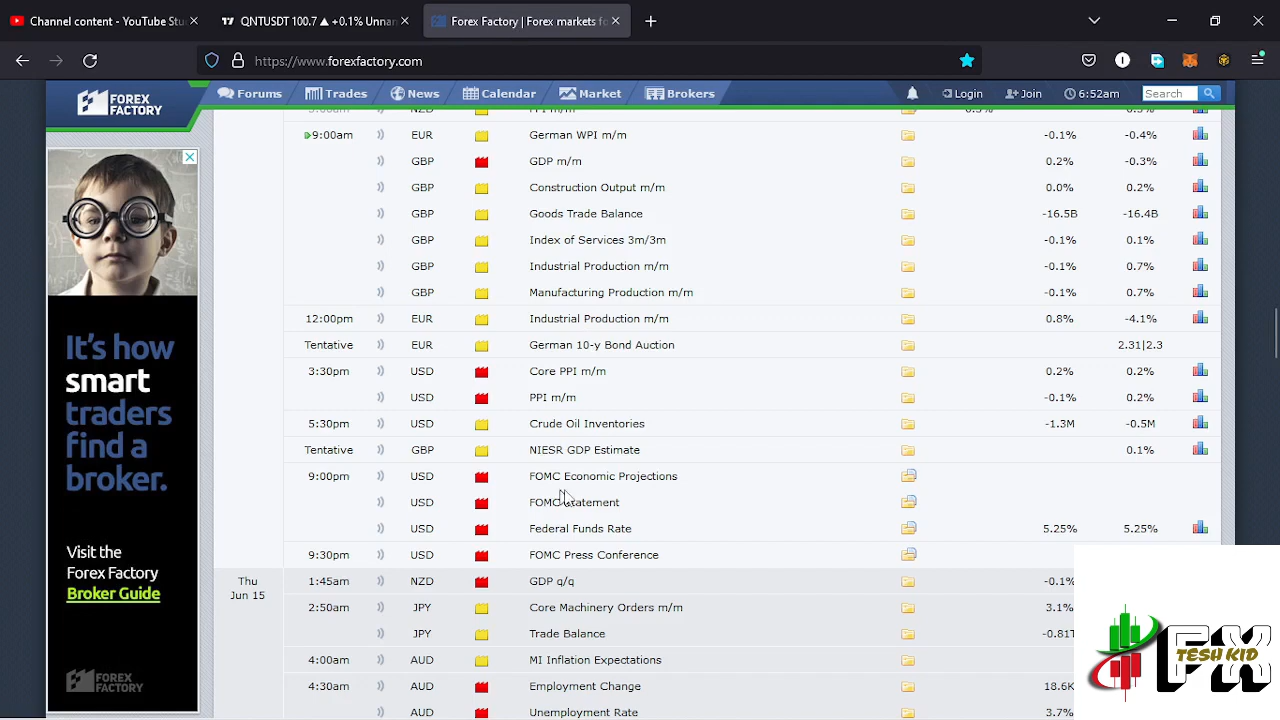 Channel content - YouTube Stu
QNTUSDT 100.7 ▲ +0.1% Unnar
Forex Factory | Forex markets fo
https://www.forexfactory.com
FOREX
FACTORY
Forums
Trades
News
Calendar
Market
Brokers
Login
Join
6:52am
Search
NZD PPI m/m 0.5%
9:00am EUR German WPI m/m -0.1% -0.4%
GBP GDP m/m 0.2% -0.3%
GBP Construction Output m/m 0.0% 0.2%
GBP Goods Trade Balance -16.5B -16.4B
GBP Index of Services 3m/3m -0.1% 0.1%
GBP Industrial Production m/m -0.1% 0.7%
GBP Manufacturing Production m/m -0.1% 0.7%
12:00pm EUR Industrial Production m/m 0.8% -4.1%
Tentative EUR German 10-y Bond Auction 2.31|2.3
3:30pm USD Core PPI m/m 0.2% 0.2%
USD PPI m/m -0.1% 0.2%
5:30pm USD Crude Oil Inventories -1.3M -0.5M
Tentative GBP NIESR GDP Estimate 0.1%
9:00pm USD FOMC Economic Projections
USD FOMC Statement
USD Federal Funds Rate 5.25% 5.25%
9:30pm USD FOMC Press Conference
Thu
Jun 15
1:45am NZD GDP q/q -0.1%
2:50am JPY Core Machinery Orders m/m 3.1%
JPY Trade Balance -0.81T
4:00am AUD MI Inflation Expectations
4:30am AUD Employment Change 18.6K
AUD Unemployment Rate 3.7%
It's how
smart
traders
find a
broker.
Visit the
Forex Factory
Broker Guide
FOREX
FACTORY
FX
TESH KID